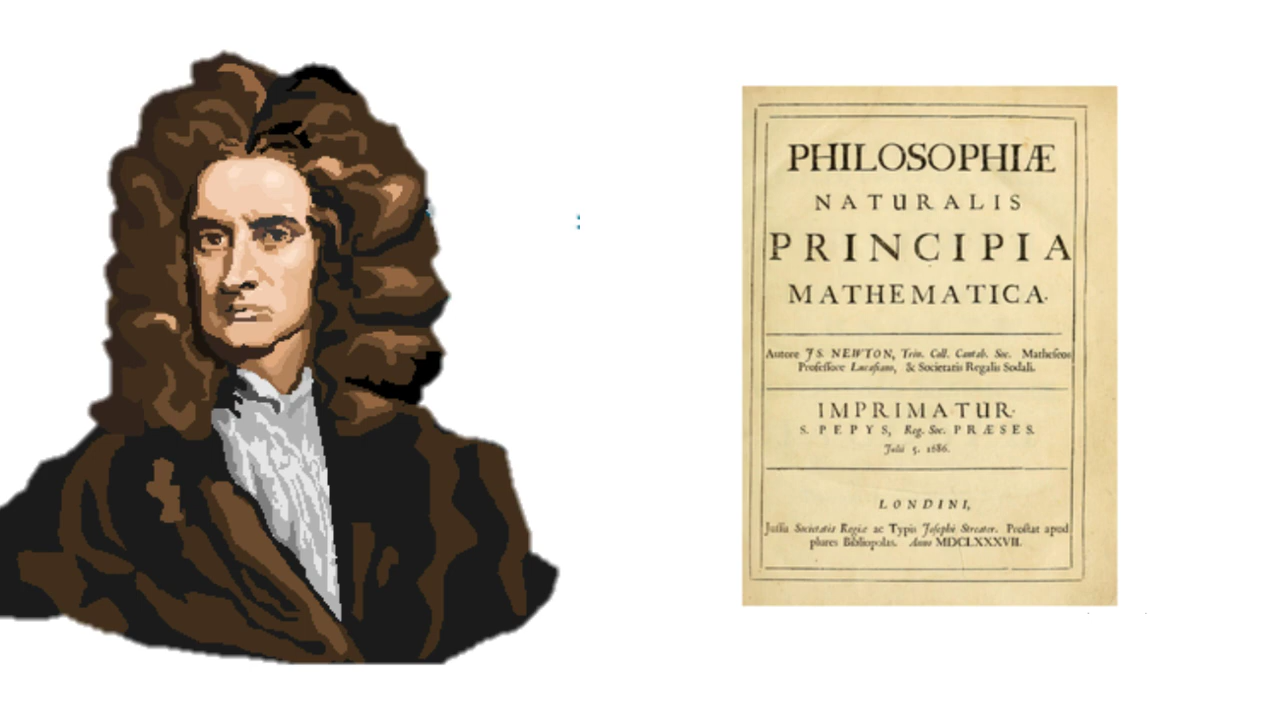 PHILOSOPHIÆ
NATURALIS
PRINCIPIA
MATHEMATICA.
Autore JS. NEWTON, Trin. Coll. Cantab. Soc. Matheseos
Professore Lucasiano, & Societatis Regalis Sodali.
IMPRIMATUR·
S. PEPYS, Reg. Soc. PRÆSES.
Julii 5. 1686.
LONDINI,
Jussu Societatis Regiæ ac Typis Josephi Streater. Prostat apud
plures Bibliopolas. Anno MDCLXXXVII.